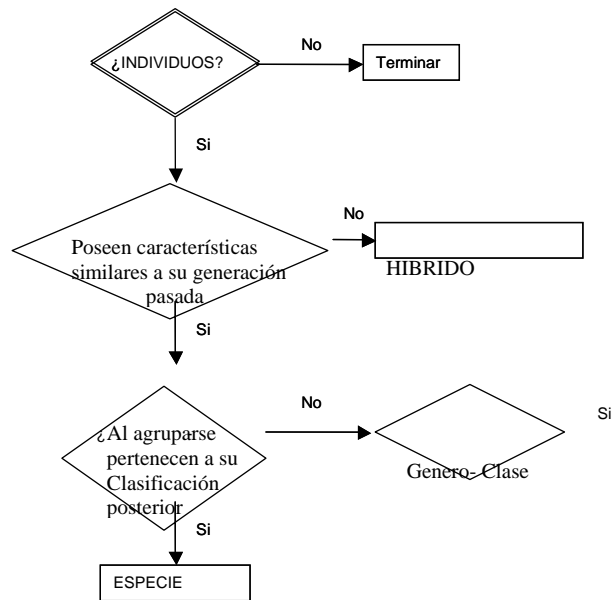 No
¿INDIVIDUOS?
Terminar
Si
No
Poseen características
similares a su generación
pasada
HIBRIDO
Si
No
Si
¿Al agruparse
pertenecen a su
Clasificación
posterior
Genero- Clase
Si
ESPECIE